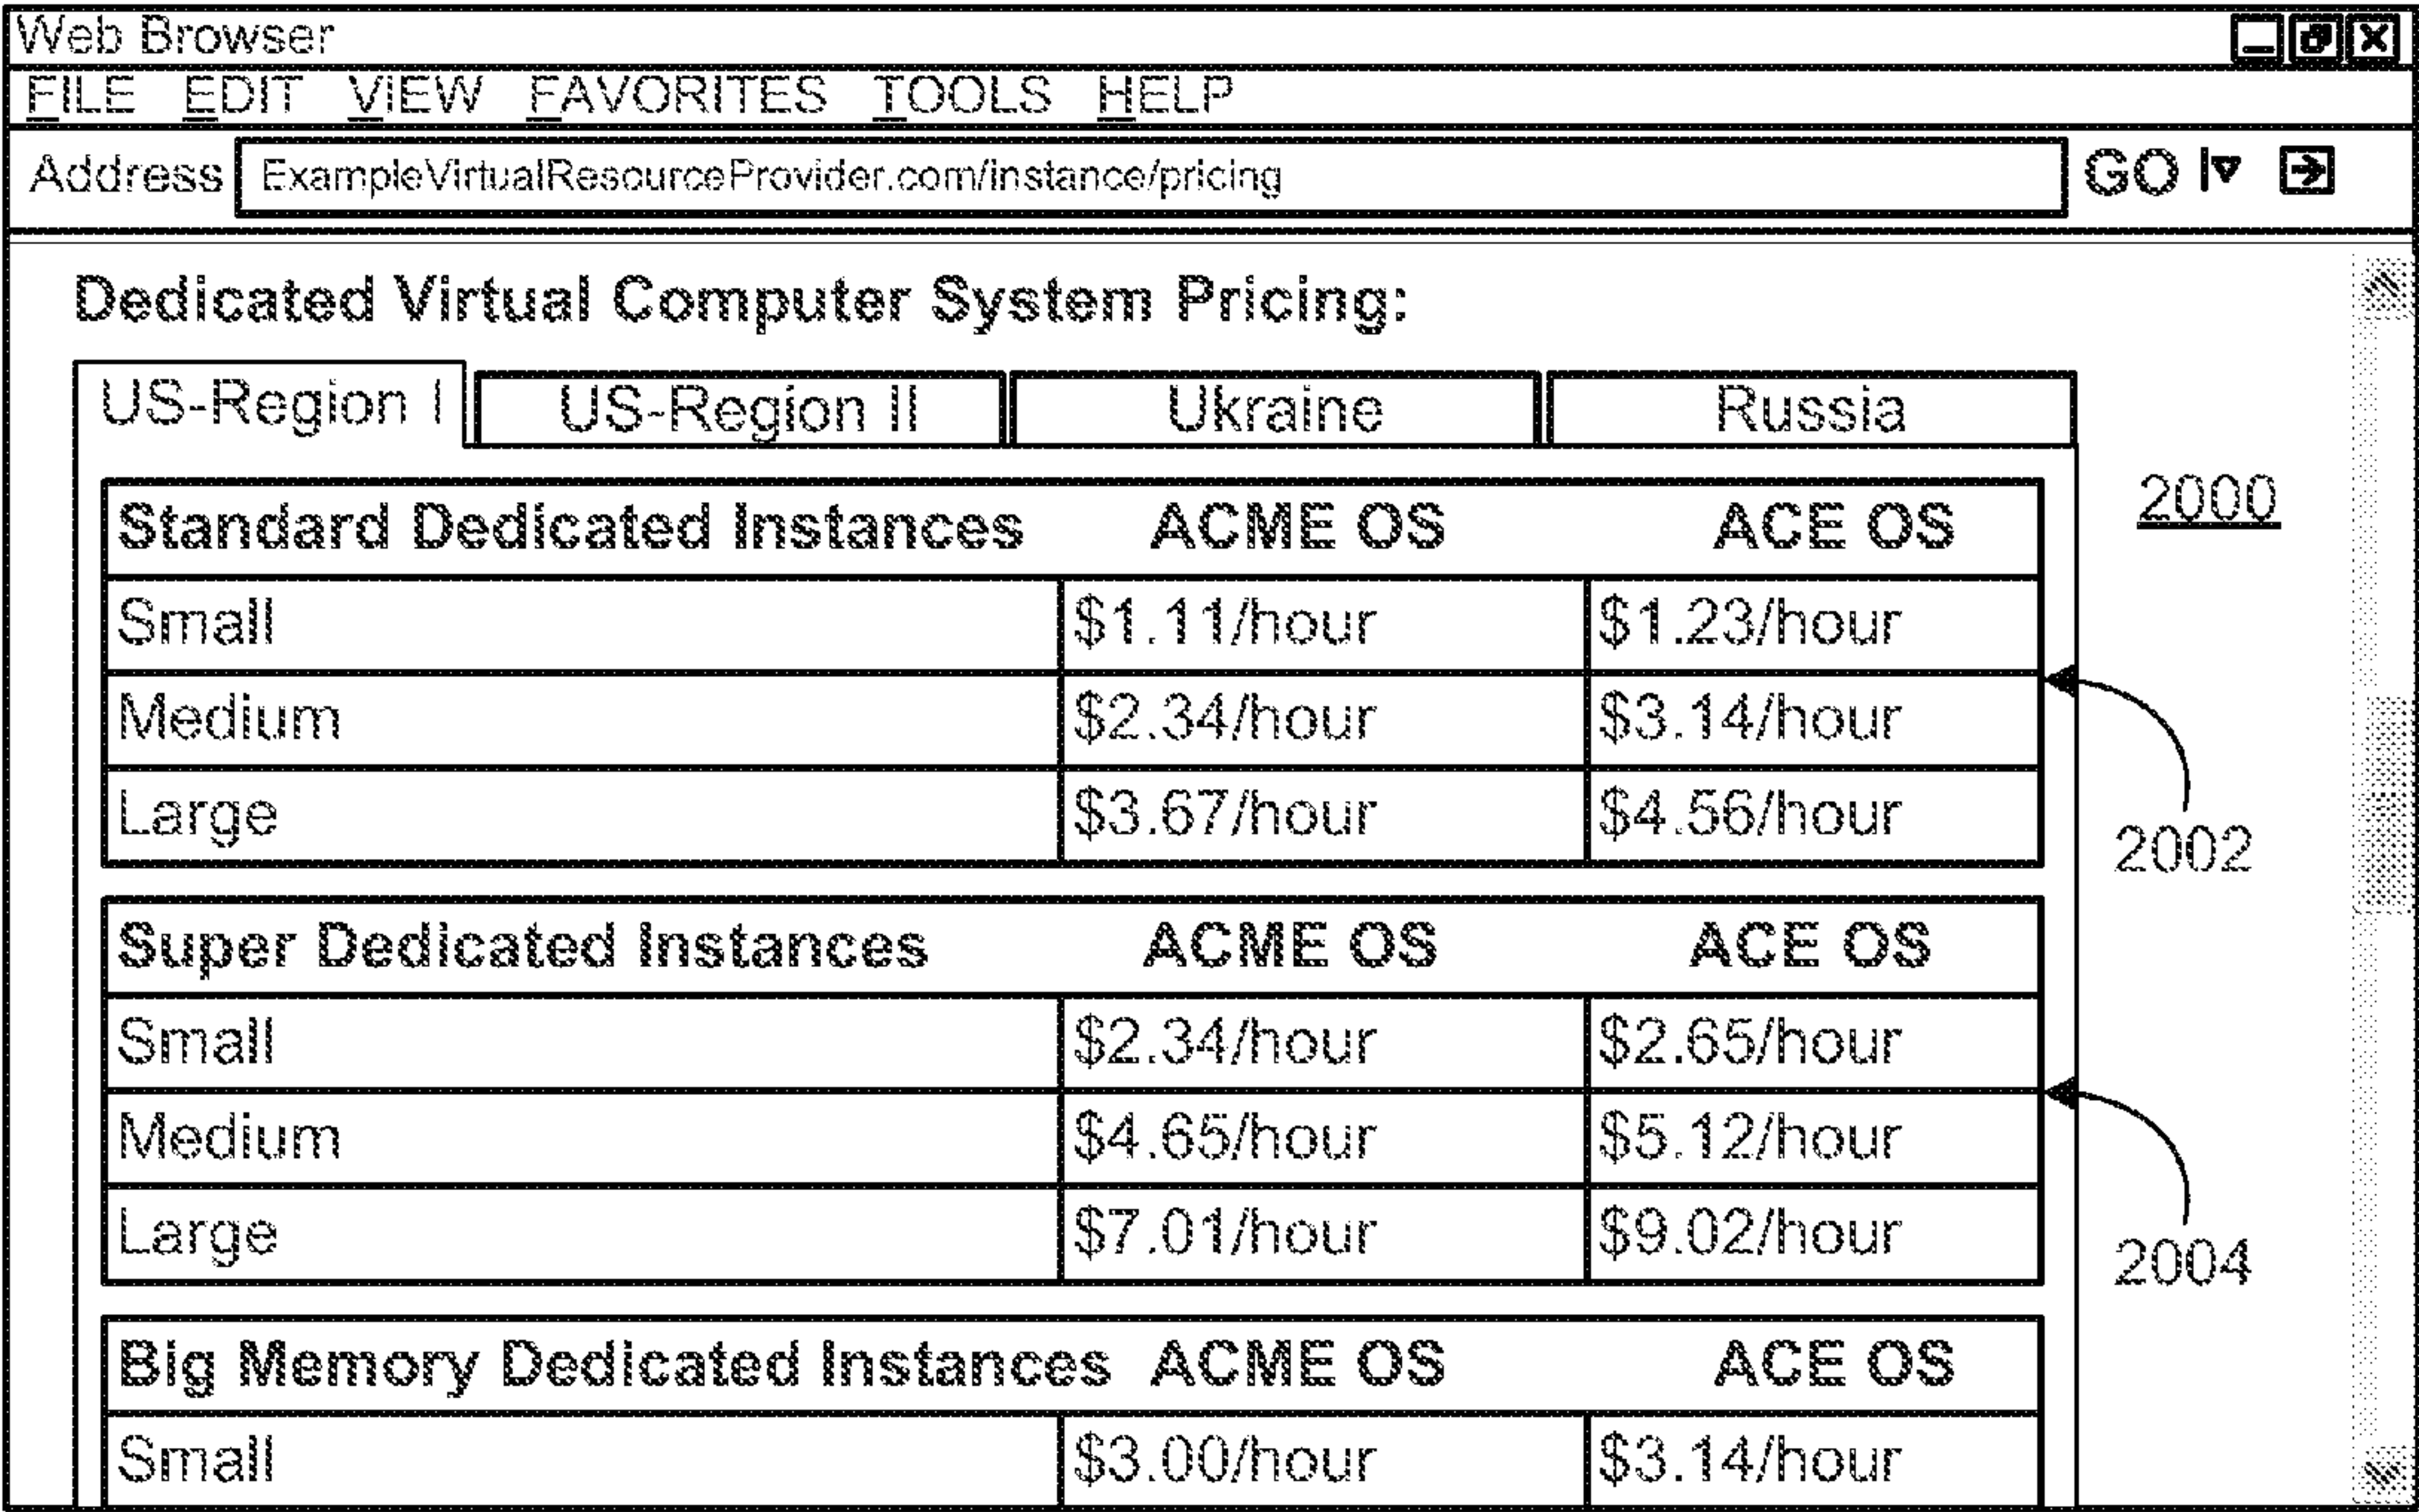 Web Browser
FILE EDIT VIEW FAVORITES TOOLS HELP
Address ExampleVirtualResourceProvider.com/instance/pricing GO
Dedicated Virtual Computer System Pricing:
US-Region I US-Region II Ukraine Russia
2000
Standard Dedicated Instances ACME OS ACE OS
Small $1.11/hour $1.23/hour
Medium $2.34/hour $3.14/hour
Large $3.67/hour $4.56/hour
2002
Super Dedicated Instances ACME OS ACE OS
Small $2.34/hour $2.65/hour
Medium $4.65/hour $5.12/hour
Large $7.01/hour $9.02/hour
2004
Big Memory Dedicated Instances ACME OS ACE OS
Small $3.00/hour $3.14/hour